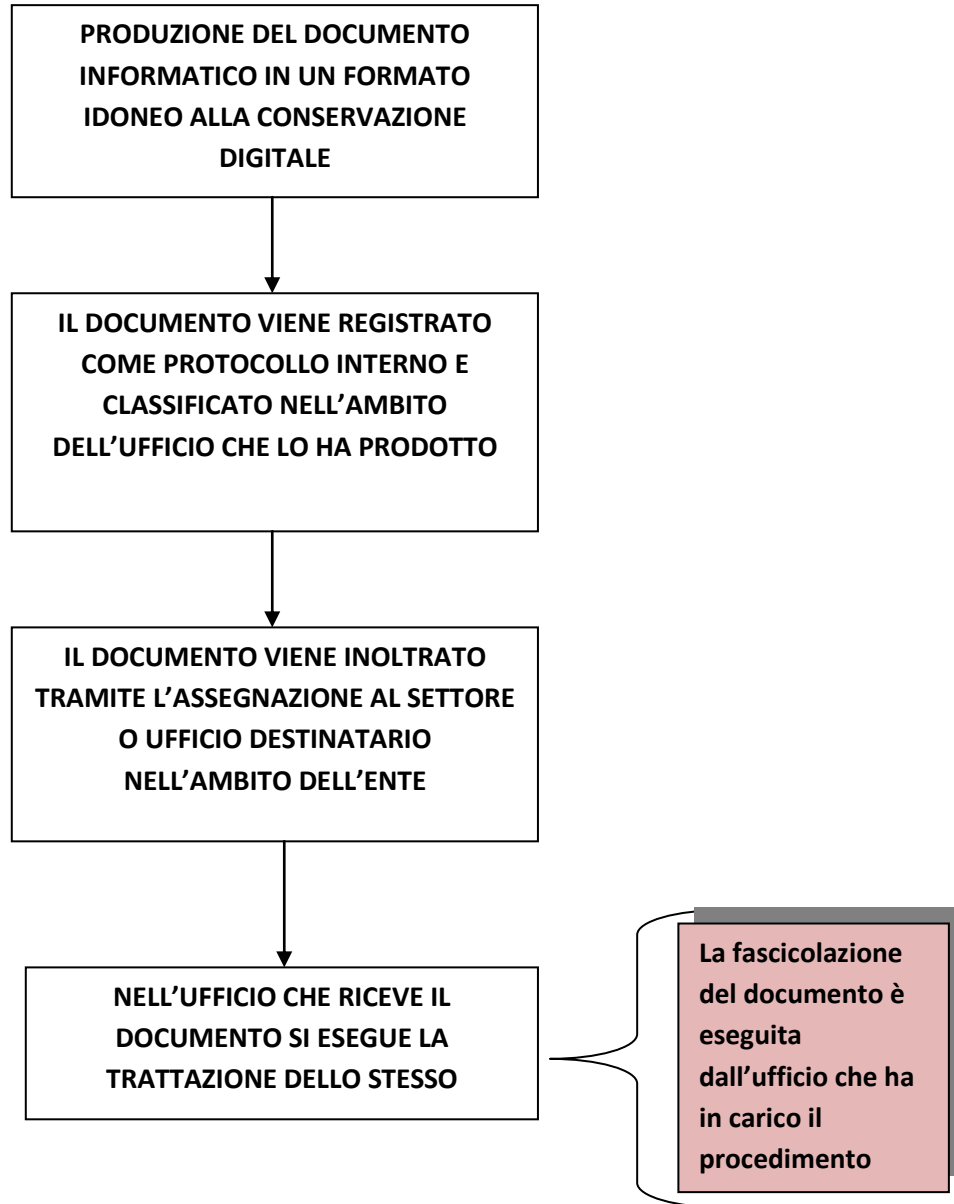 PRODUZIONE DEL DOCUMENTO
INFORMATICO IN UN FORMATO
IDONEO ALLA CONSERVAZIONE
DIGITALE
IL DOCUMENTO VIENE REGISTRATO
COME PROTOCOLLO INTERNO E
CLASSIFICATO NELL’AMBITO
DELL’UFFICIO CHE LO HA PRODOTTO
IL DOCUMENTO VIENE INOLTRATO
TRAMITE L’ASSEGNAZIONE AL SETTORE
O UFFICIO DESTINATARIO
NELL’AMBITO DELL’ENTE
NELL’UFFICIO CHE RICEVE IL
DOCUMENTO SI ESEGUE LA
TRATTAZIONE DELLO STESSO
La fascicolazione
del documento è
eseguita
dall’ufficio che ha
in carico il
procedimento